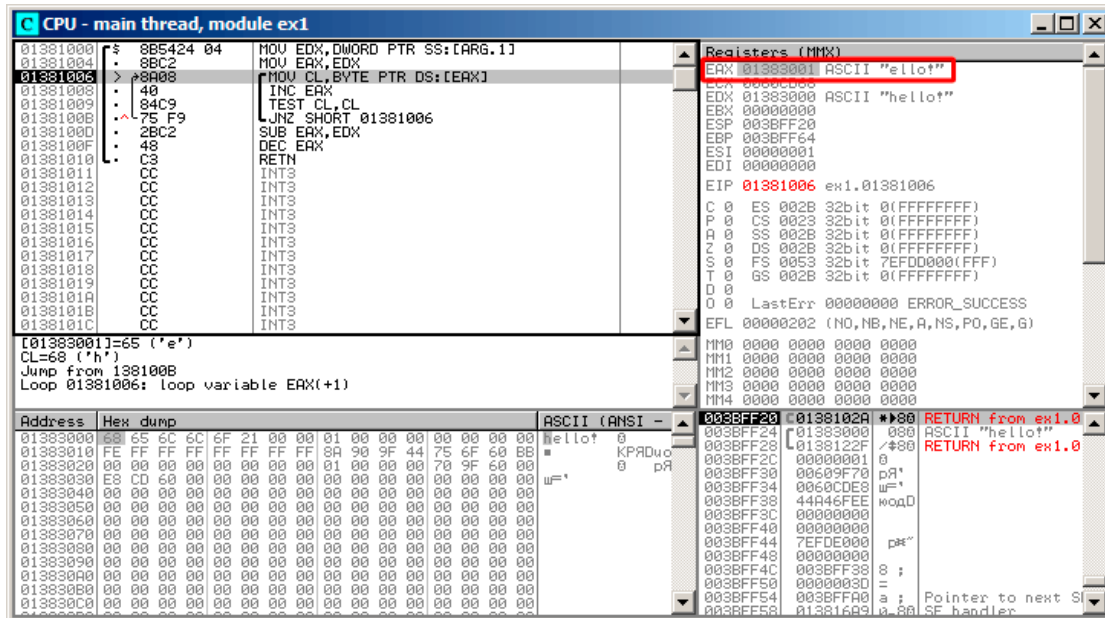 CPU - main thread, module ex1
01381000 $ 8B5424 04 MOV EDX,DWORD PTR SS:[ARG.1]
01381004 . 8BC2 MOV EAX,EDX
01381006 > 8A08 MOV CL,BYTE PTR DS:[EAX]
01381008 . 40 INC EAX
01381009 . 84C9 TEST CL,CL
0138100B .^ 75 F9 JNZ SHORT 01381006
0138100D . 2BC2 SUB EAX,EDX
0138100F . 48 DEC EAX
01381010 . C3 RETN
01381011 CC INT3
01381012 CC INT3
01381013 CC INT3
01381014 CC INT3
01381015 CC INT3
01381016 CC INT3
01381017 CC INT3
01381018 CC INT3
01381019 CC INT3
0138101A CC INT3
0138101B CC INT3
0138101C CC INT3
[01383001]=65 ('e')
CL=68 ('h')
Jump from 138100B
Loop 01381006: loop variable EAX(+1)
Registers (MMX)
EAX 01383001 ASCII "ello!"
ECX 0060CD68
EDX 01383000 ASCII "hello!"
EBX 00000000
ESP 003BFF20
EBP 003BFF64
ESI 00000001
EDI 00000000
EIP 01381006 ex1.01381006
C 0 ES 002B 32bit 0(FFFFFFFF)
P 0 CS 0023 32bit 0(FFFFFFFF)
A 0 SS 002B 32bit 0(FFFFFFFF)
Z 0 DS 002B 32bit 0(FFFFFFFF)
S 0 FS 0053 32bit 7EFDD000(FFF)
T 0 GS 002B 32bit 0(FFFFFFFF)
D 0
O 0 LastErr 00000000 ERROR_SUCCESS
EFL 00000202 (NO,NB,NE,A,NS,PO,GE,G)
MM0 0000 0000 0000 0000
MM1 0000 0000 0000 0000
MM2 0000 0000 0000 0000
MM3 0000 0000 0000 0000
MM4 0000 0000 0000 0000
Address Hex dump ASCII (ANSI -
01383000 68 65 6C 6C 6F 21 00 00 01 00 00 00 00 00 00 00 hello! 0
01383010 FE FF FF FF FF FF FF FF 8A 90 9F 44 75 6F 60 BB ■ КРЯDuo
01383020 00 00 00 00 00 00 00 00 01 00 00 00 70 9F 60 00 0 pЯ
01383030 E8 CD 60 00 00 00 00 00 00 00 00 00 00 00 00 00 ш=`
01383040 00 00 00 00 00 00 00 00 00 00 00 00 00 00 00 00
01383050 00 00 00 00 00 00 00 00 00 00 00 00 00 00 00 00
01383060 00 00 00 00 00 00 00 00 00 00 00 00 00 00 00 00
01383070 00 00 00 00 00 00 00 00 00 00 00 00 00 00 00 00
01383080 00 00 00 00 00 00 00 00 00 00 00 00 00 00 00 00
01383090 00 00 00 00 00 00 00 00 00 00 00 00 00 00 00 00
013830A0 00 00 00 00 00 00 00 00 00 00 00 00 00 00 00 00
013830B0 00 00 00 00 00 00 00 00 00 00 00 00 00 00 00 00
013830C0 00 00 00 00 00 00 00 00 00 00 00 00 00 00 00 00
003BFF20 0138102A *►80 RETURN from ex1.0
003BFF24 01383000 080 ASCII "hello!"
003BFF28 0138122F /‡80 RETURN from ex1.0
003BFF2C 00000001 0
003BFF30 00609F70 pЯ`
003BFF34 0060CDE8 ш=`
003BFF38 44A46FEE юoдD
003BFF3C 00000000
003BFF40 00000000
003BFF44 7EFDE000
003BFF48 00000000
003BFF4C 003BFF38 8 ;
003BFF50 0000003D =
003BFF54 003BFFA0 a ; Pointer to next S
003BFF58 013816A9 SE handler